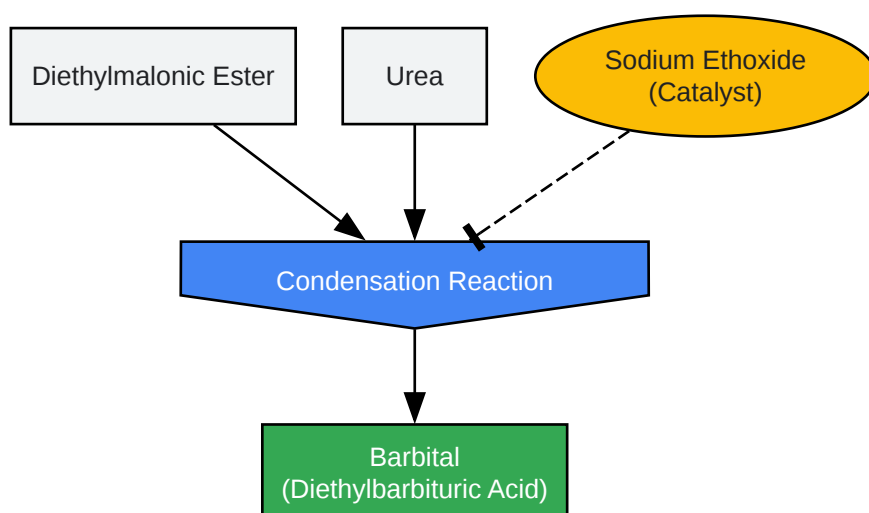 Diethylmalonic Ester
Urea
Sodium Ethoxide
(Catalyst)
Condensation Reaction
Barbital
(Diethylbarbituric Acid)